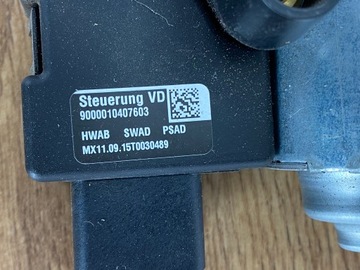 Steuerung VD
9000010407603
HWAB SWAD PSAD
MX11.09.15T0030489